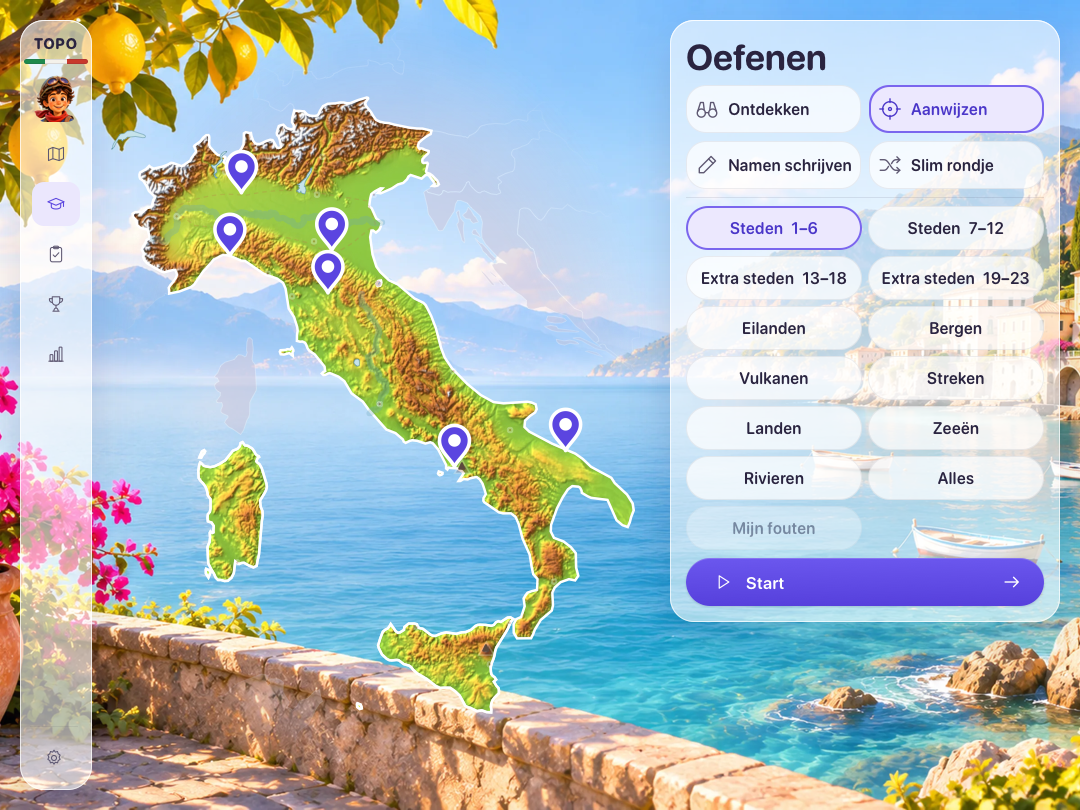 TOPO
Oefenen
Ontdekken
Aanwijzen
Namen schrijven
Slim rondje
Steden 1–6
Steden 7–12
Extra steden 13–18
Extra steden 19–23
Eilanden
Bergen
Vulkanen
Streken
Landen
Zeeën
Rivieren
Alles
Mijn fouten
Start